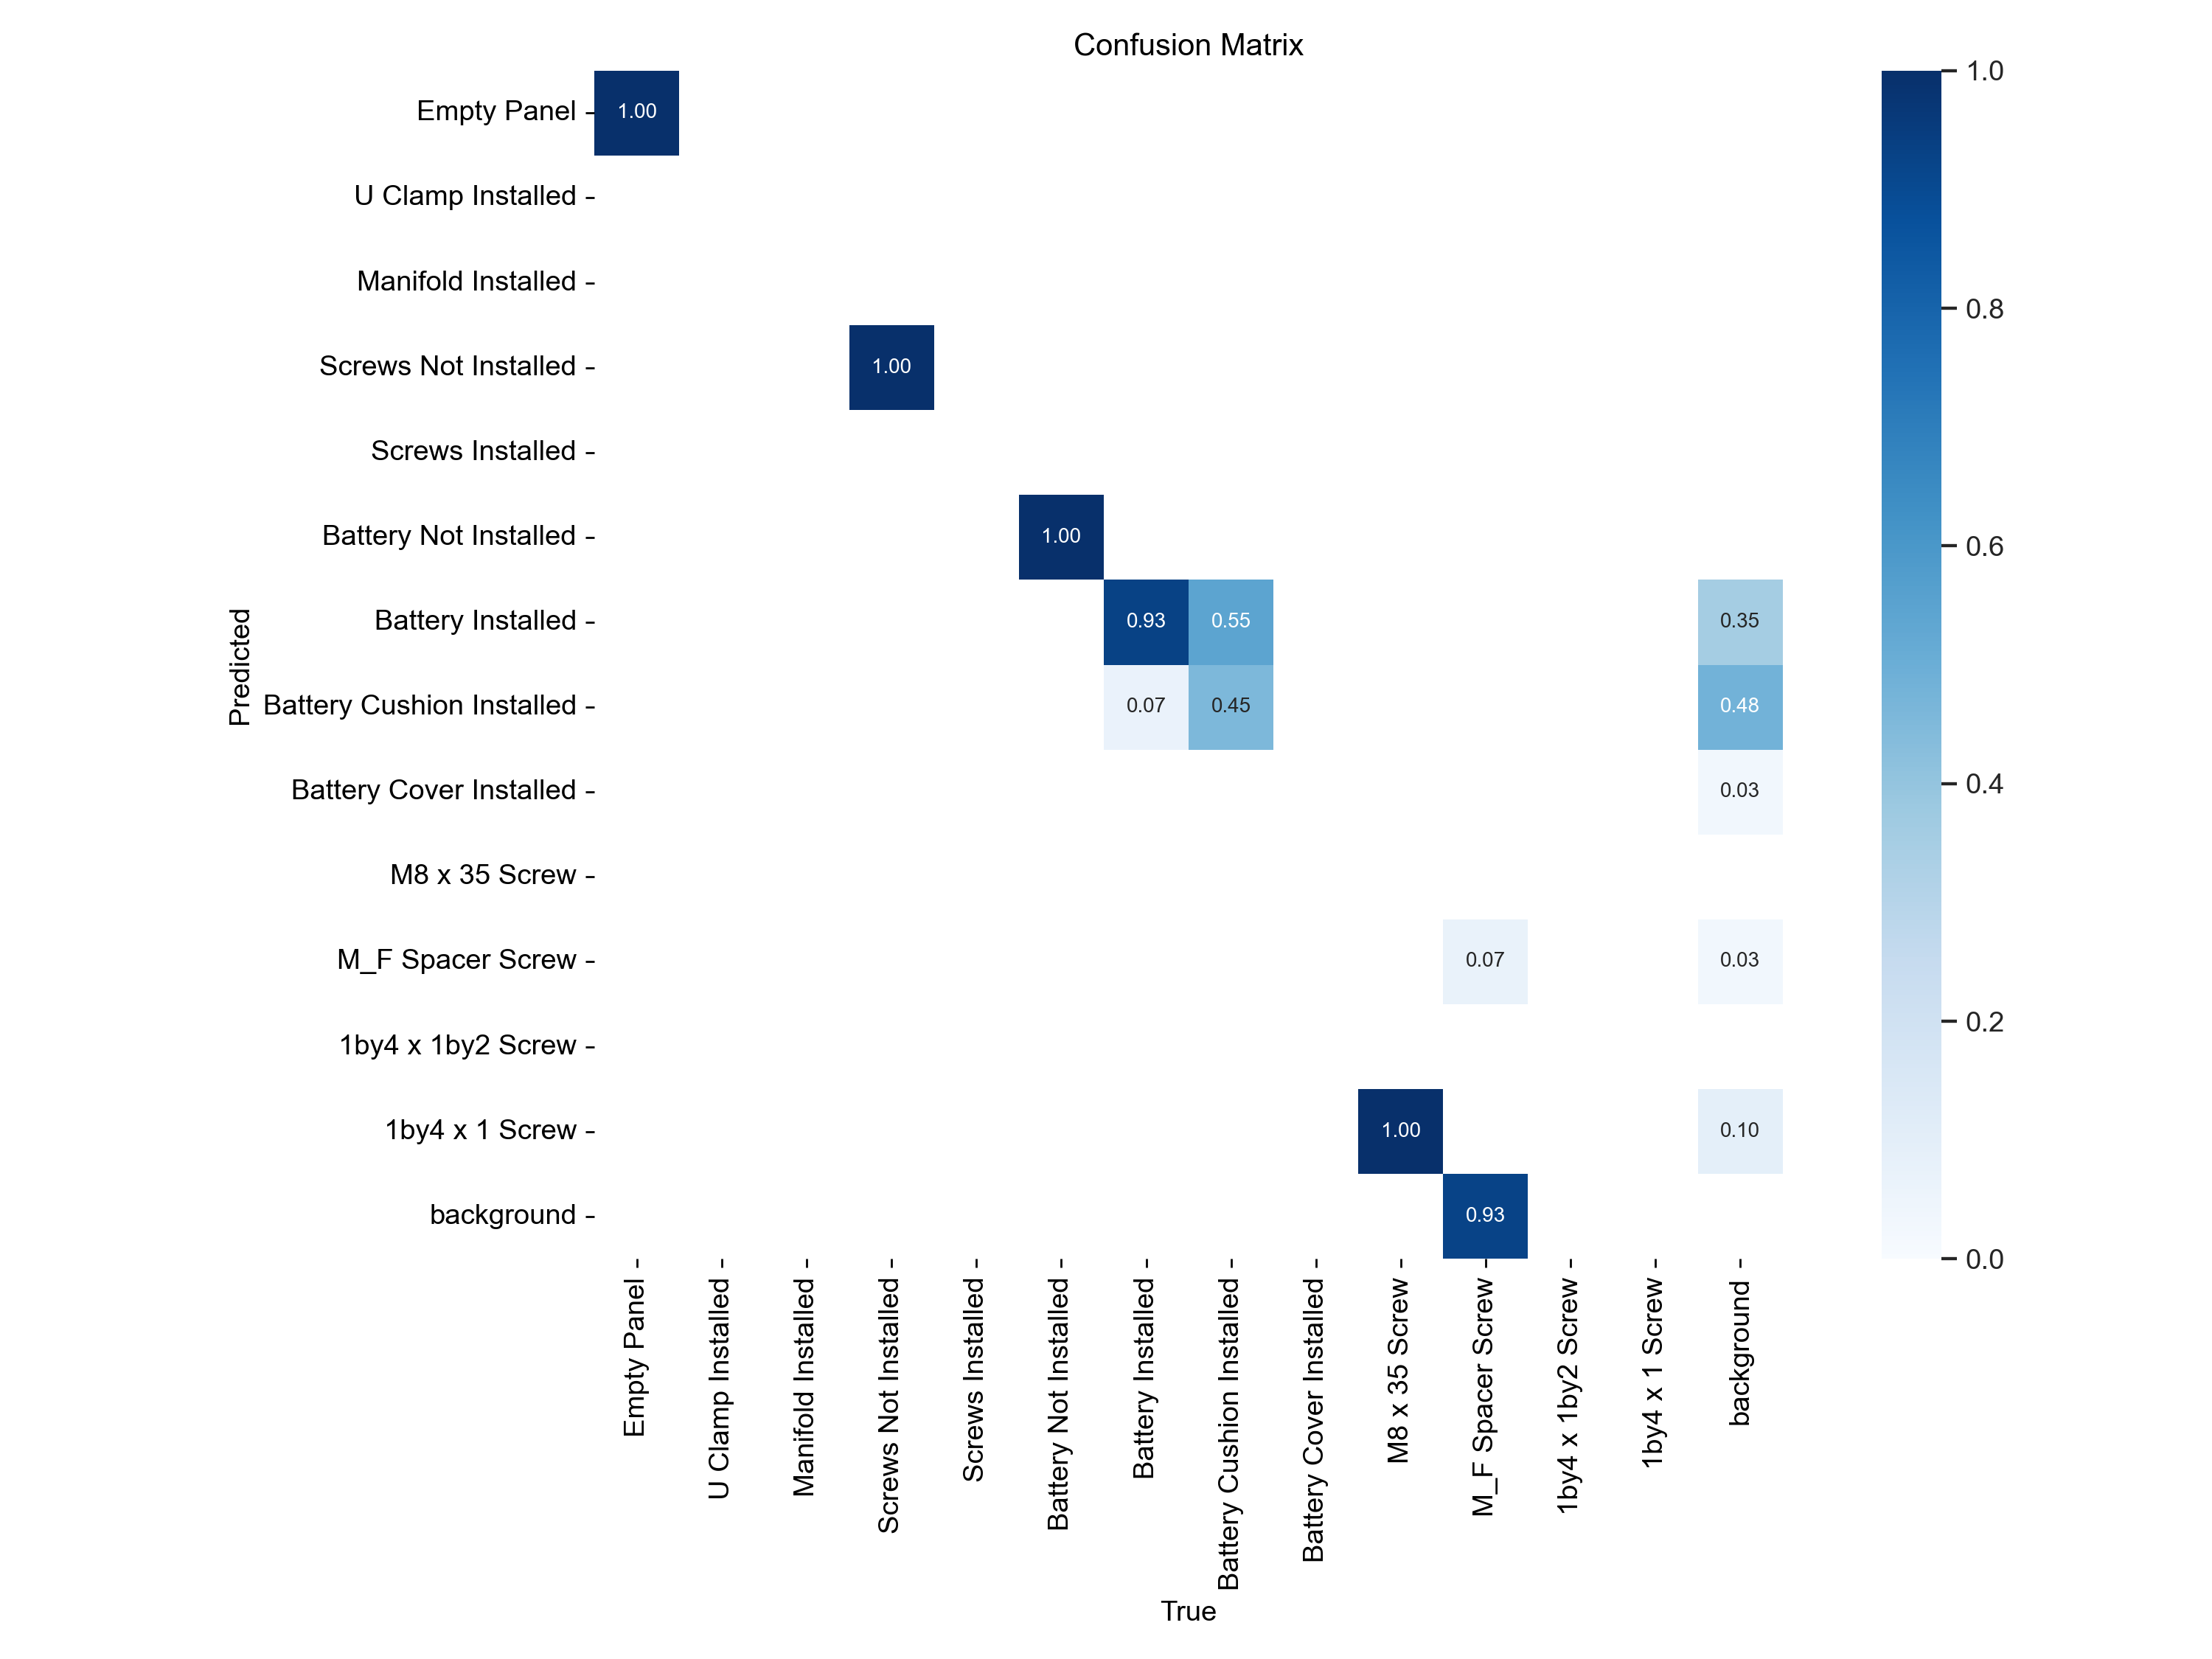 Confusion Matrix
Empty Panel
1.00
U Clamp Installed
Manifold Installed
Screws Not Installed
1.00
Screws Installed
Battery Not Installed
1.00
Battery Installed
0.93 0.55 0.35
Battery Cushion Installed
0.07 0.45 0.48
Battery Cover Installed
0.03
M8 x 35 Screw
M_F Spacer Screw
0.07 0.03
1by4 x 1by2 Screw
1by4 x 1 Screw
1.00 0.10
background
0.93
Predicted
Empty Panel
U Clamp Installed
Manifold Installed
Screws Not Installed
Screws Installed
Battery Not Installed
Battery Installed
Battery Cushion Installed
Battery Cover Installed
M8 x 35 Screw
M_F Spacer Screw
1by4 x 1by2 Screw
1by4 x 1 Screw
background
True
1.0
0.8
0.6
0.4
0.2
0.0